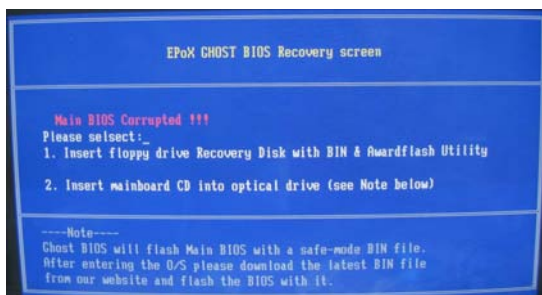 EPoX GHOST BIOS Recovery screen
Main BIOS Corrupted !!!
Please selsect:_
1. Insert floppy drive Recovery Disk with BIN & Awardflash Utility
2. Insert mainboard CD into optical drive (see Note below)
----Note----
Ghost BIOS will flash Main BIOS with a safe-mode BIN file.
After entering the O/S please download the latest BIN file
from our website and flash the BIOS with it.